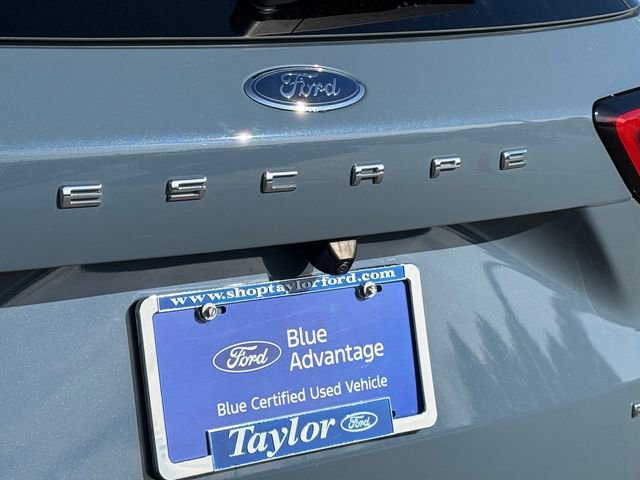 Ford
ESCAPE
www.shoptaylorford.com
Ford Blue Advantage
Blue Certified Used Vehicle
Taylor Ford